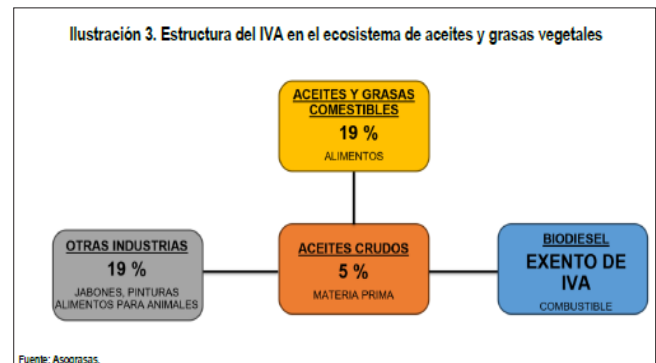 Ilustración 3. Estructura del IVA en el ecosistema de aceites y grasas vegetales
ACEITES Y GRASAS
COMESTIBLES
19 %
ALIMENTOS
OTRAS INDUSTRIAS
19 %
JABONES, PINTURAS
ALIMENTOS PARA ANIMALES
ACEITES CRUDOS
5 %
MATERIA PRIMA
BIODIESEL
EXENTO DE
IVA
COMBUSTIBLE
Fuente: Asograsas.